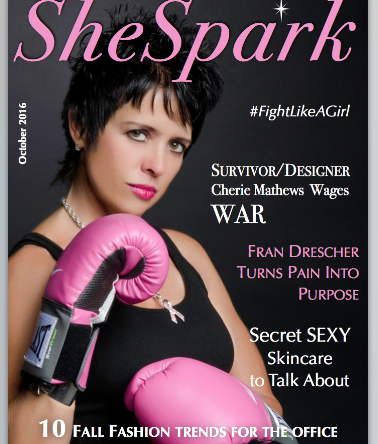 SheSpark
October 2016
#FightLikeAGirl
SURVIVOR/DESIGNER
Cherie Mathews Wages
WAR
FRAN DRESCHER
TURNS PAIN INTO
PURPOSE
Secret SEXY
Skincare
to Talk About
10 FALL FASHION TRENDS FOR THE OFFICE